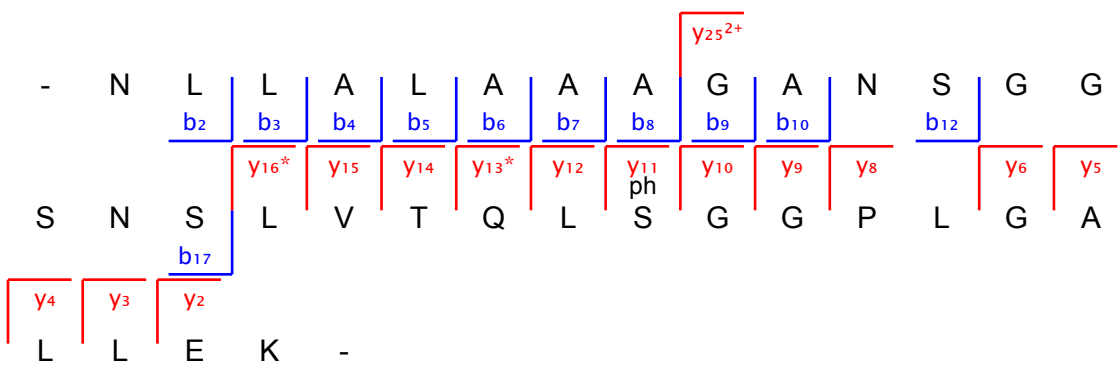 y25²⁺
- N L L A L A A A G A N S G G
b2 b3 b4 b5 b6 b7 b8 b9 b10 b12
y16* y15 y14 y13* y12 y11 y10 y9 y8 y6 y5
ph
S N S L V T Q L S G G P L G A
b17
y4 y3 y2
L L E K -